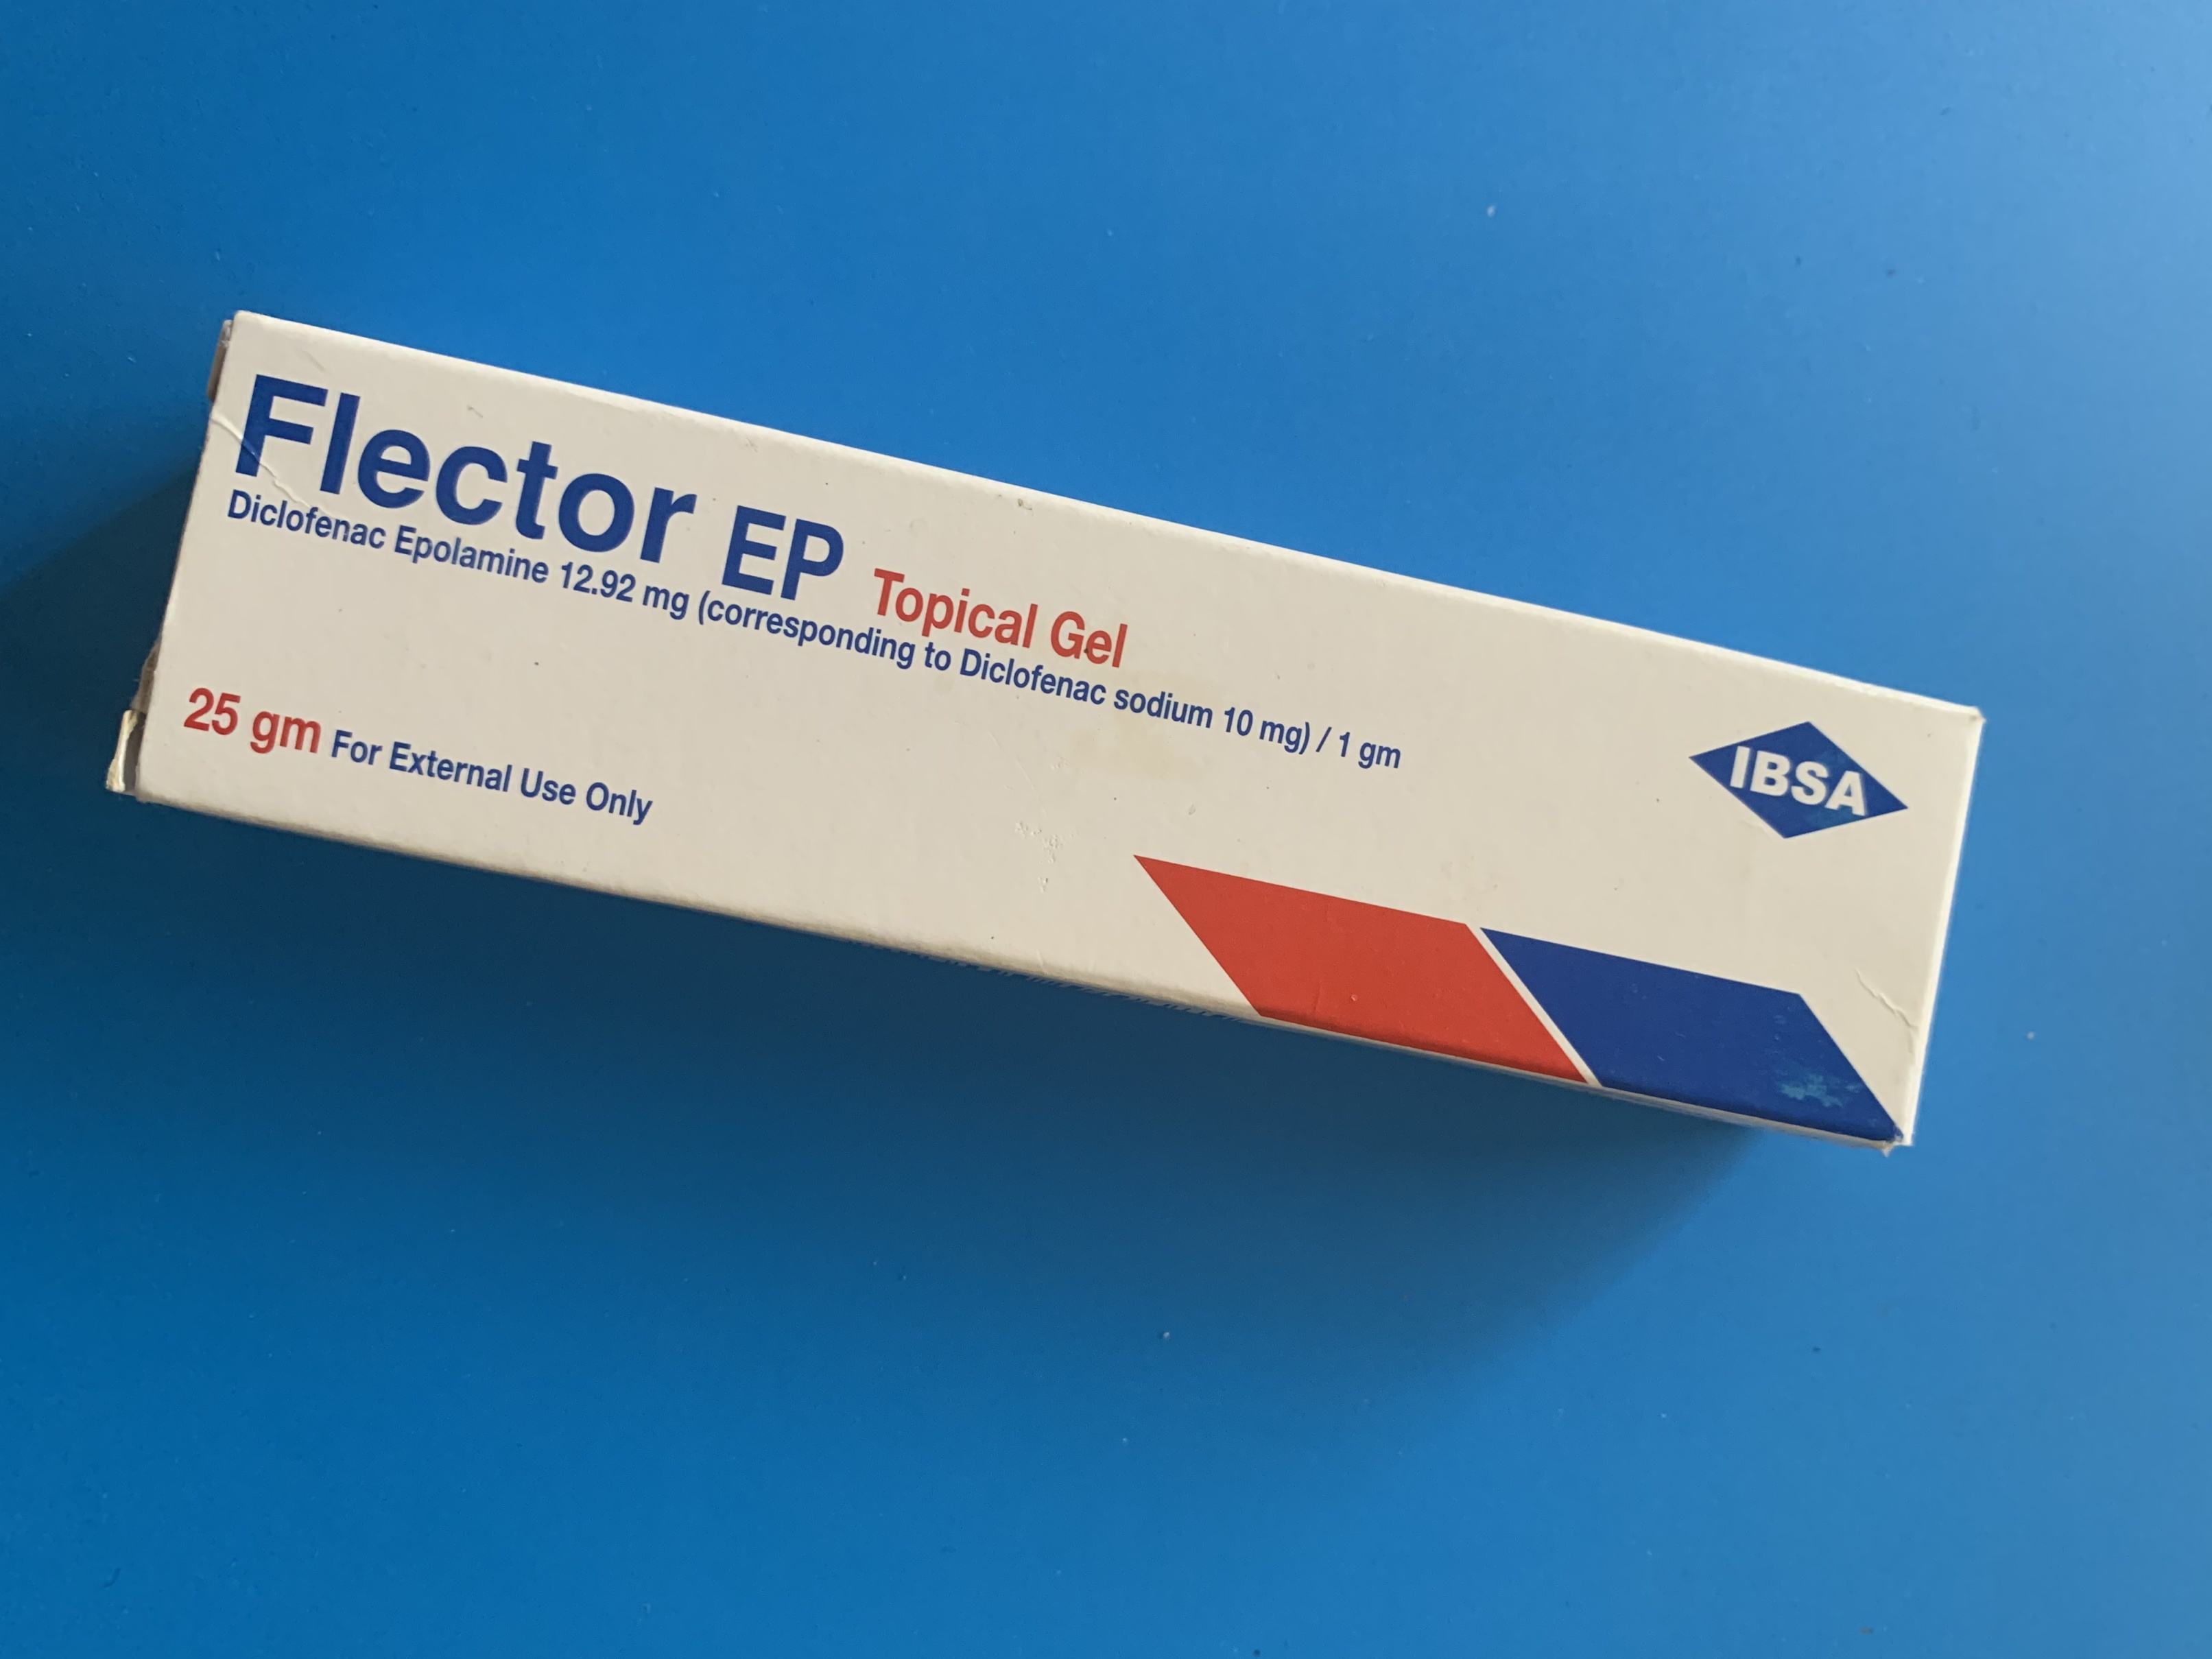 Flector EP Topical Gel
Diclofenac Epolamine 12.92 mg (corresponding to Diclofenac sodium 10 mg) / 1 gm
25 gm For External Use Only
IBSA